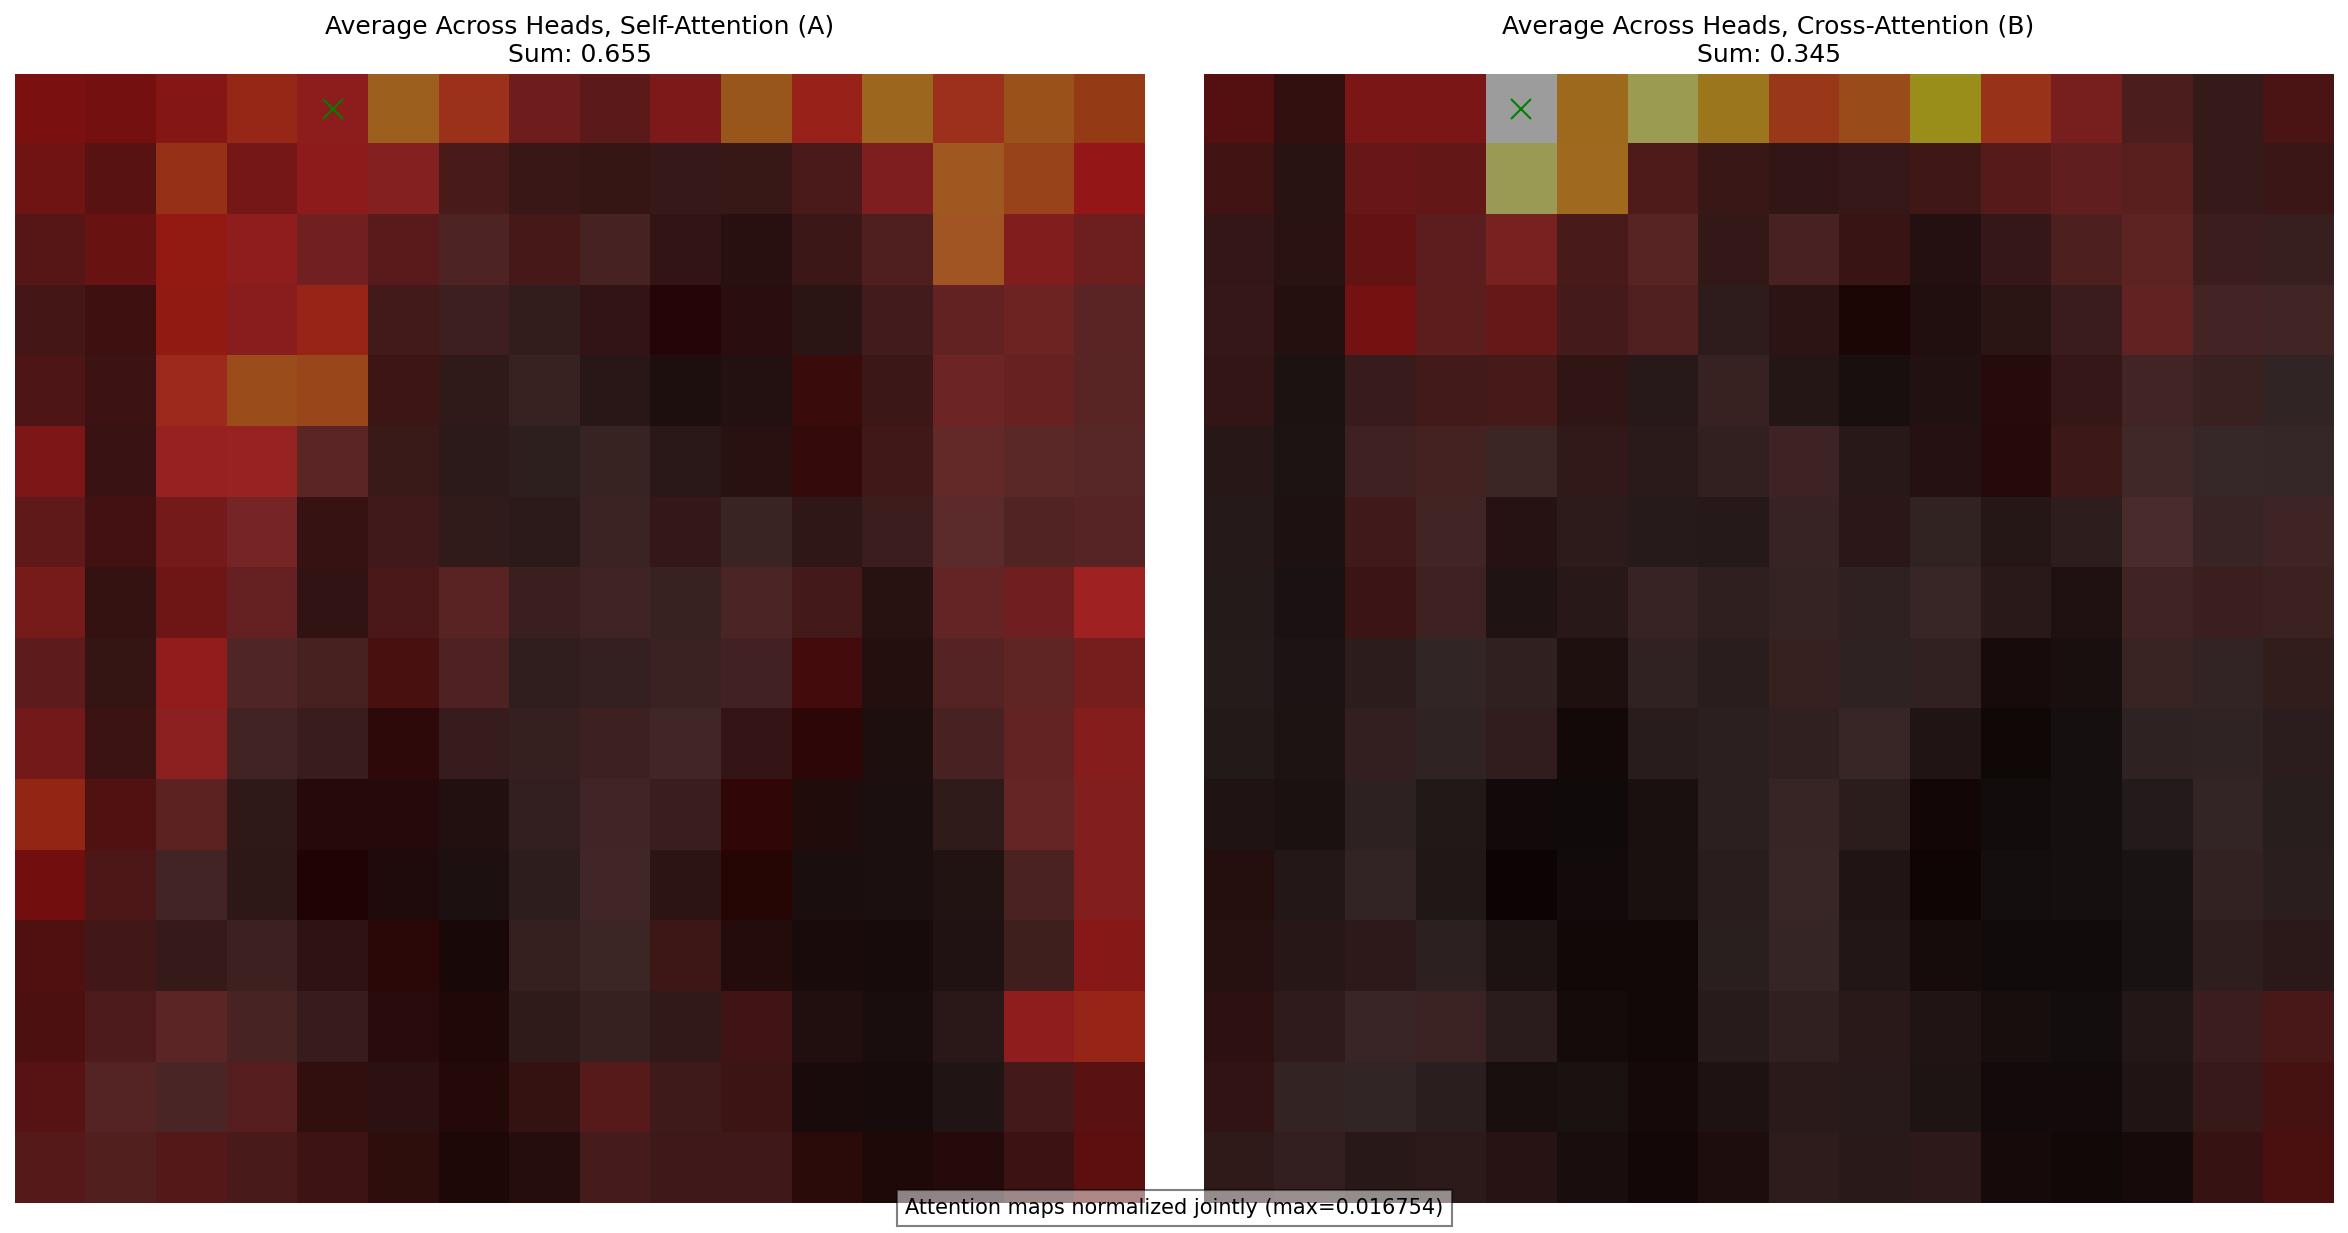 Average Across Heads, Self-Attention (A)
Sum: 0.655
Average Across Heads, Cross-Attention (B)
Sum: 0.345
Attention maps normalized jointly (max=0.016754)